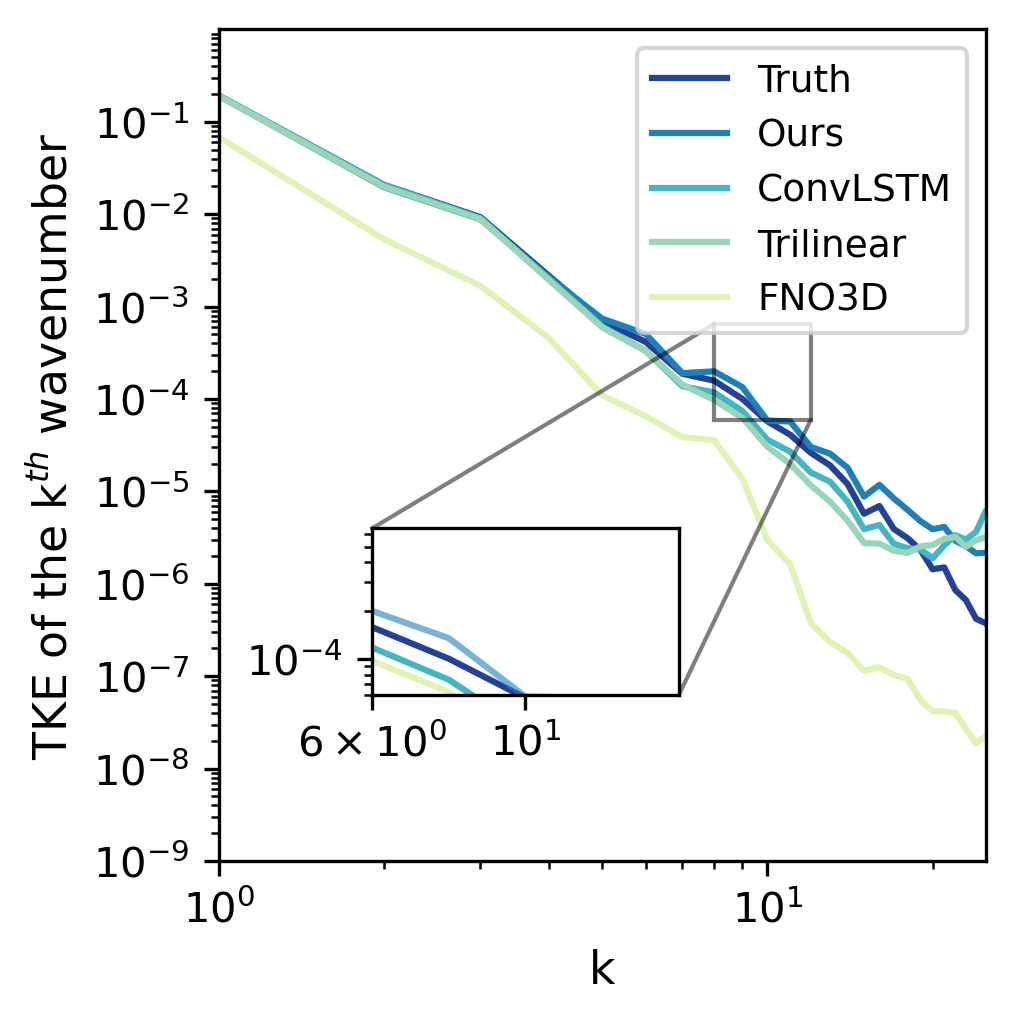 Truth
Ours
ConvLSTM
Trilinear
FNO3D
TKE of the k^{th} wavenumber
10^{-1}
10^{-2}
10^{-3}
10^{-4}
10^{-5}
10^{-6}
10^{-7}
10^{-8}
10^{-9}
10^{-4}
6 × 10^{0}
10^{1}
10^{0}
10^{1}
k